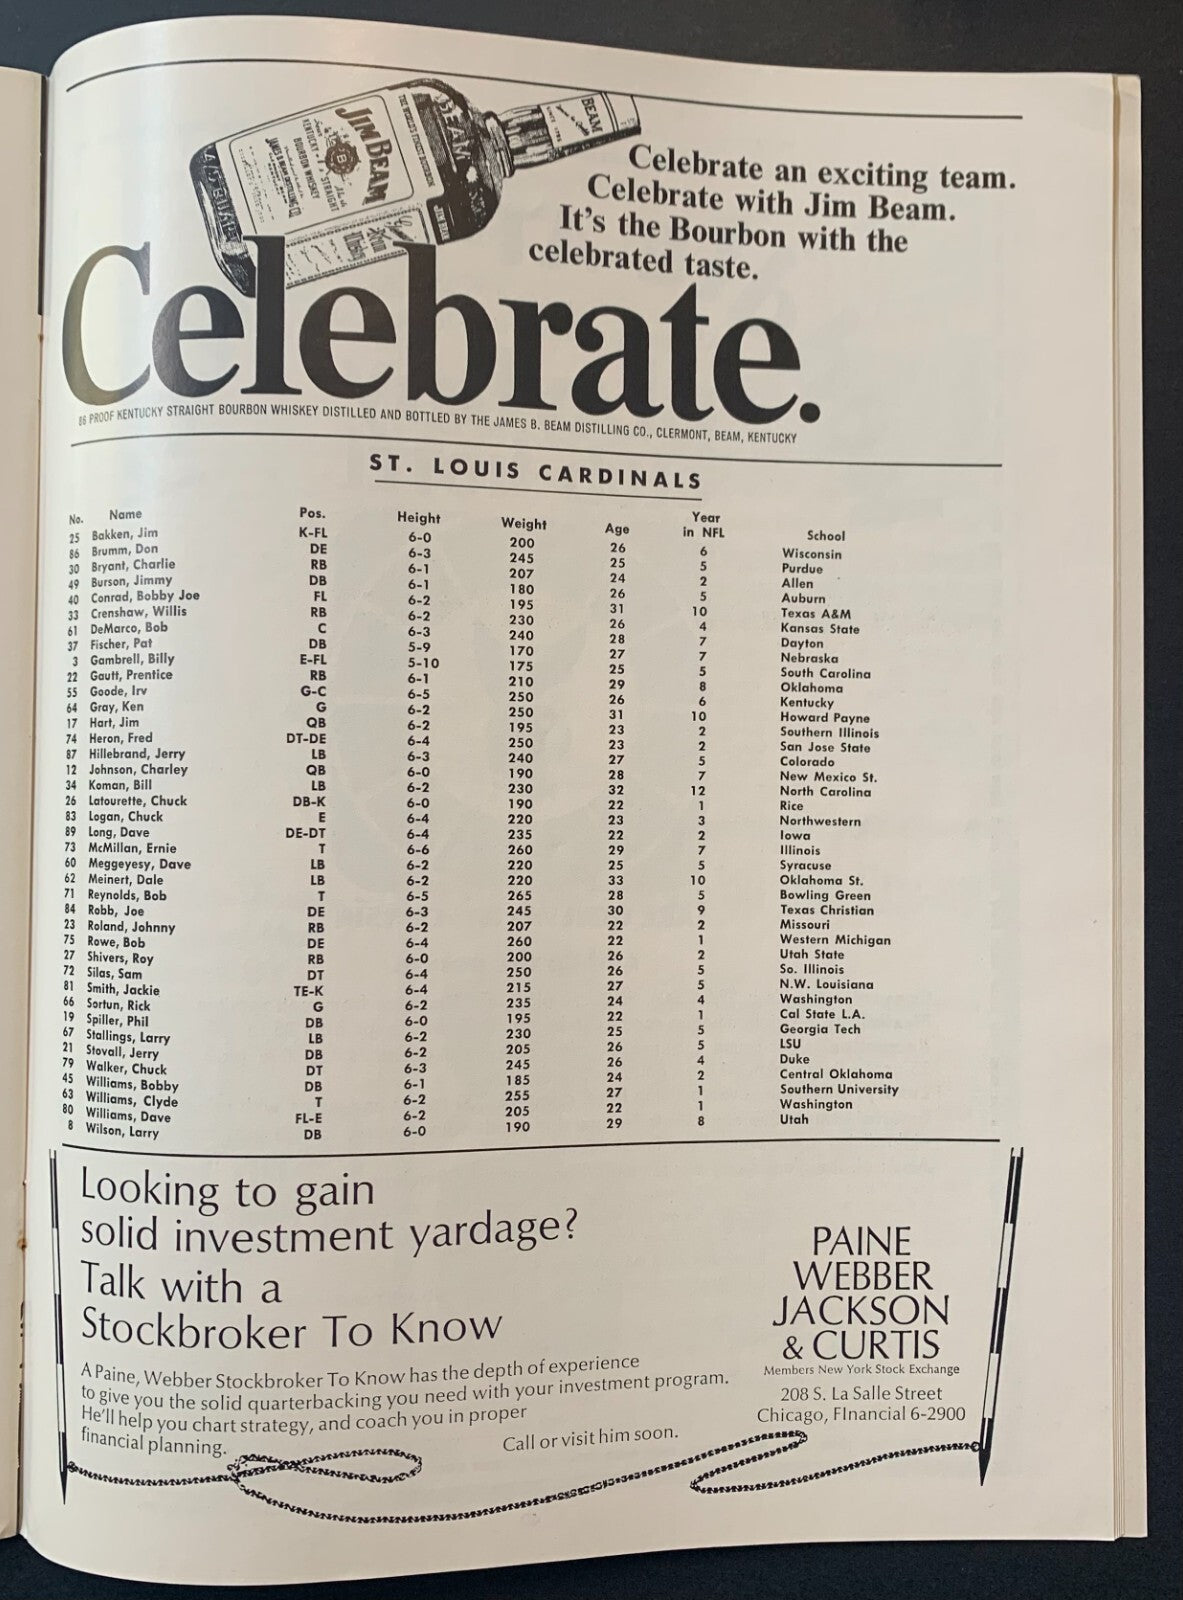 JIM BEAM
KENTUCKY STRAIGHT
BOURBON WHISKEY
THE WORLD'S FINEST BOURBON
BEAM
BEAM
JIM BEAM
4/5 QUART
Celebrate an exciting team.
Celebrate with Jim Beam.
It's the Bourbon with the
celebrated taste.
Celebrate.
86 PROOF KENTUCKY STRAIGHT BOURBON WHISKEY DISTILLED AND BOTTLED BY THE JAMES B. BEAM DISTILLING CO., CLERMONT, BEAM, KENTUCKY
ST. LOUIS CARDINALS
No. Name Pos. Height Weight Age Year in NFL School
25 Bakken, Jim K-FL 6-0 200 26 6 Wisconsin
86 Brumm, Don DE 6-3 245 25 5 Purdue
30 Bryant, Charlie RB 6-1 207 24 2 Allen
49 Burson, Jimmy DB 6-1 180 26 5 Auburn
40 Conrad, Bobby Joe FL 6-2 195 31 10 Texas A&M
33 Crenshaw, Willis RB 6-2 230 26 4 Kansas State
61 DeMarco, Bob C 6-3 240 28 7 Dayton
37 Fischer, Pat DB 5-9 170 27 7 Nebraska
3 Gambrell, Billy E-FL 5-10 175 25 5 South Carolina
22 Gautt, Prentice RB 6-1 210 29 8 Oklahoma
55 Goode, Irv G-C 6-5 250 26 6 Kentucky
64 Gray, Ken G 6-2 250 31 10 Howard Payne
17 Hart, Jim QB 6-2 195 23 2 Southern Illinois
74 Heron, Fred DT-DE 6-4 250 23 2 San Jose State
87 Hillebrand, Jerry LB 6-3 240 27 5 Colorado
12 Johnson, Charley QB 6-0 190 28 7 New Mexico St.
34 Koman, Bill LB 6-2 230 32 12 North Carolina
26 Latourette, Chuck DB-K 6-0 190 22 1 Rice
83 Logan, Chuck E 6-4 220 23 3 Northwestern
89 Long, Dave DE-DT 6-4 235 22 2 Iowa
73 McMillan, Ernie T 6-6 260 29 7 Illinois
60 Meggeyesy, Dave LB 6-2 220 25 5 Syracuse
62 Meinert, Dale LB 6-2 220 33 10 Oklahoma St.
71 Reynolds, Bob T 6-5 265 28 5 Bowling Green
84 Robb, Joe DE 6-3 245 30 9 Texas Christian
23 Roland, Johnny RB 6-2 207 22 2 Missouri
75 Rowe, Bob DE 6-4 260 22 1 Western Michigan
27 Shivers, Roy RB 6-0 200 26 2 Utah State
72 Silas, Sam DT 6-4 250 26 5 So. Illinois
81 Smith, Jackie TE-K 6-4 215 27 5 N.W. Louisiana
66 Sortun, Rick G 6-2 235 24 4 Washington
19 Spiller, Phil DB 6-0 195 22 1 Cal State L.A.
67 Stallings, Larry LB 6-2 230 25 5 Georgia Tech
21 Stovall, Jerry DB 6-2 205 26 5 LSU
79 Walker, Chuck DT 6-3 245 26 4 Duke
45 Williams, Bobby DB 6-1 185 24 2 Central Oklahoma
63 Williams, Clyde T 6-2 255 27 1 Southern University
80 Williams, Dave FL-E 6-2 205 22 1 Washington
8 Wilson, Larry DB 6-0 190 29 8 Utah
Looking to gain
solid investment yardage?
Talk with a
Stockbroker To Know
A Paine, Webber Stockbroker To Know has the depth of experience
to give you the solid quarterbacking you need with your investment program.
He'll help you chart strategy, and coach you in proper
financial planning.
Call or visit him soon.
PAINE
WEBBER
JACKSON
& CURTIS
Members New York Stock Exchange
208 S. La Salle Street
Chicago, FInancial 6-2900